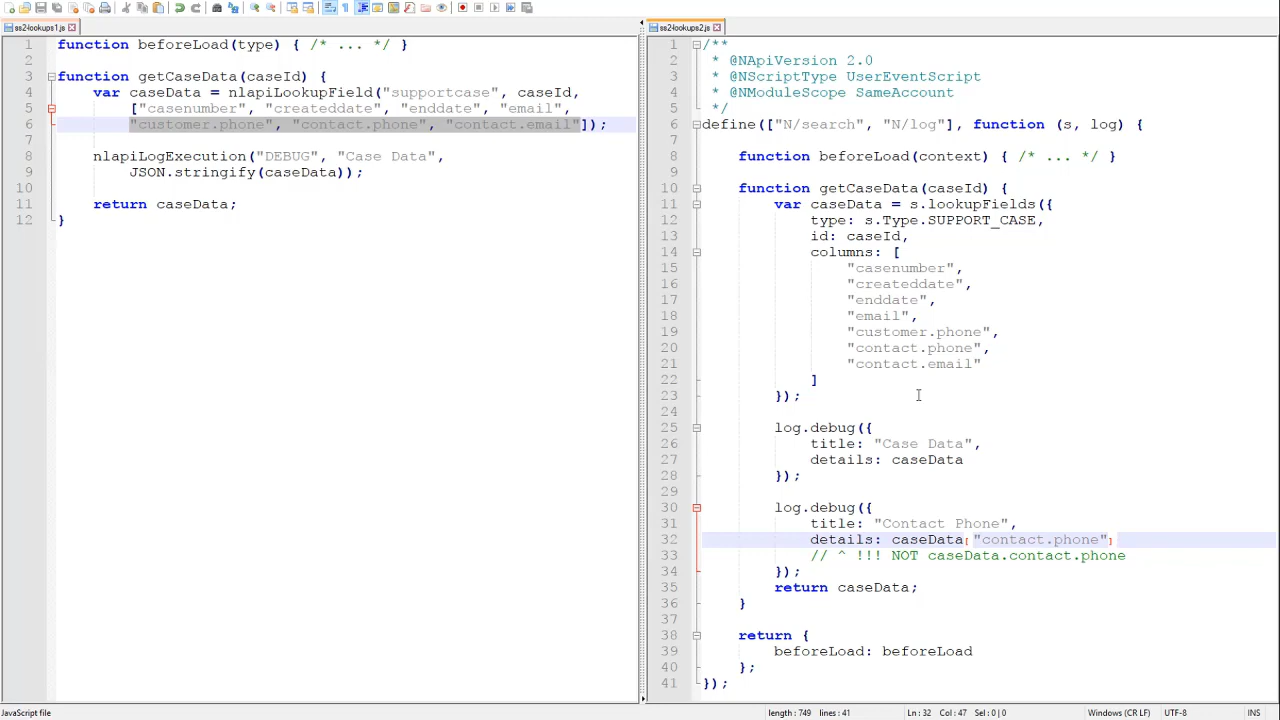 ss2-lookups1.js
1 function beforeLoad(type) { /* ... */ }
2
3 function getCaseData(caseId) {
4 var caseData = nlapiLookupField("supportcase", caseId,
5 ["casenumber", "createddate", "enddate", "email",
6 "customer.phone", "contact.phone", "contact.email"]);
7
8 nlapiLogExecution("DEBUG", "Case Data",
9 JSON.stringify(caseData));
10
11 return caseData;
12 }
ss2-lookups2.js
1 /**
2 * @NApiVersion 2.0
3 * @NScriptType UserEventScript
4 * @NModuleScope SameAccount
5 */
6 define(["N/search", "N/log"], function (s, log) {
7
8 function beforeLoad(context) { /* ... */ }
9
10 function getCaseData(caseId) {
11 var caseData = s.lookupFields({
12 type: s.Type.SUPPORT_CASE,
13 id: caseId,
14 columns: [
15 "casenumber",
16 "createddate",
17 "enddate",
18 "email",
19 "customer.phone",
20 "contact.phone",
21 "contact.email"
22 ]
23 });
24
25 log.debug({
26 title: "Case Data",
27 details: caseData
28 });
29
30 log.debug({
31 title: "Contact Phone",
32 details: caseData["contact.phone"]
33 // ^ !!! NOT caseData.contact.phone
34 });
35 return caseData;
36 }
37
38 return {
39 beforeLoad: beforeLoad
40 };
41 });
JavaScript file length : 749 lines : 41 Ln : 32 Col : 47 Sel : 0 | 0 Windows (CR LF) UTF-8 INS